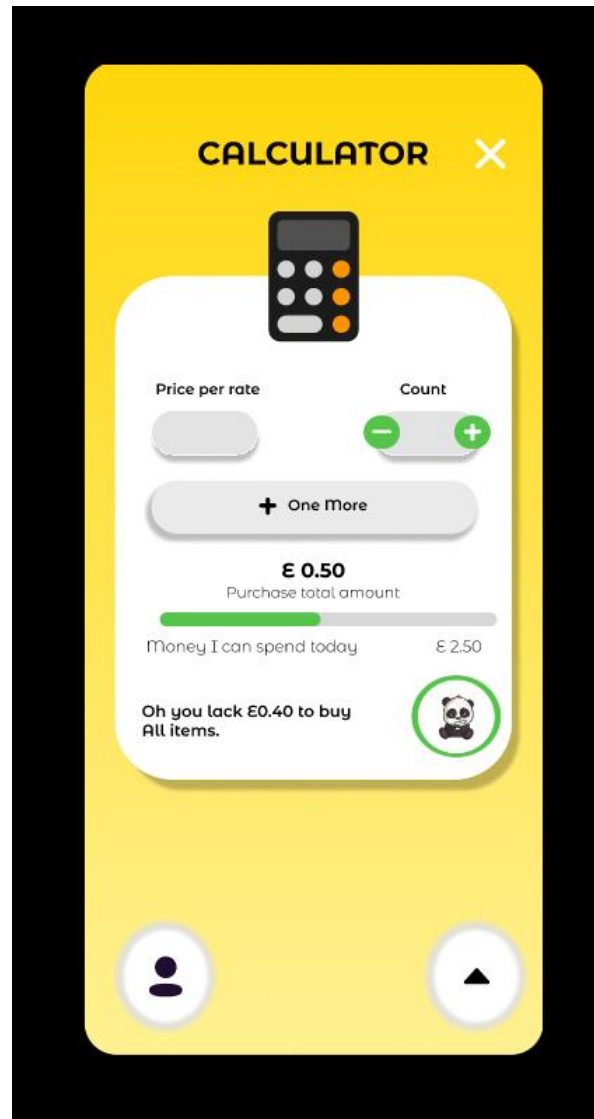 CALCULATOR
Price per rate
Count
One More
£ 0.50
Purchase total amount
Money I can spend today
£ 2.50
Oh you lack £0.40 to buy
All items.